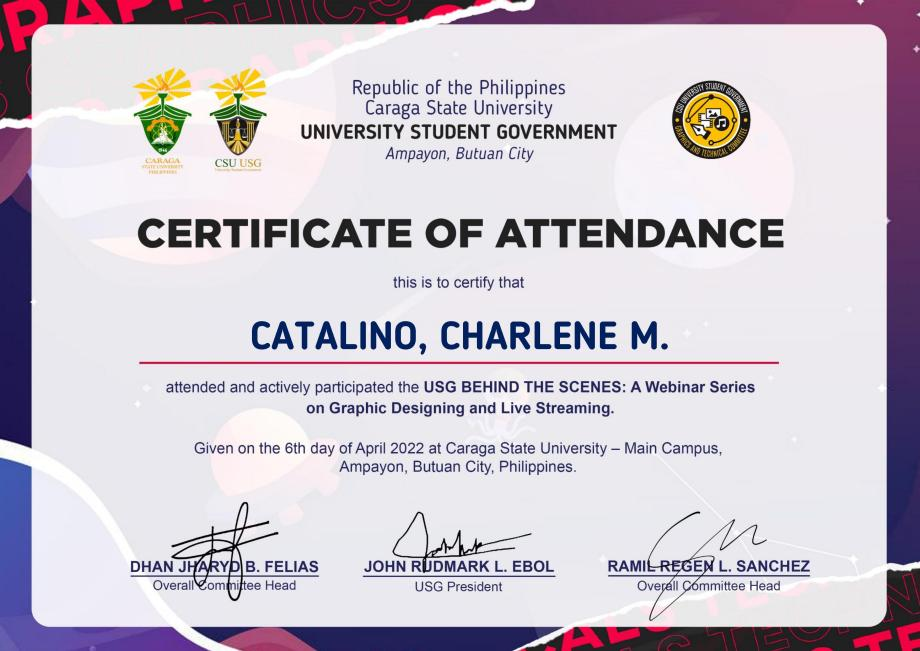 Republic of the Philippines
Caraga State University
UNIVERSITY STUDENT GOVERNMENT
Ampayon, Butuan City
CARAGA
STATE UNIVERSITY
PHILIPPINES
1946
CSU USG
University Student Government
CSU UNIVERSITY STUDENT GOVERNMENT
GRAPHICS AND TECHNICAL COMMITTEE
CERTIFICATE OF ATTENDANCE
this is to certify that
CATALINO, CHARLENE M.
attended and actively participated the USG BEHIND THE SCENES: A Webinar Series
on Graphic Designing and Live Streaming.
Given on the 6th day of April 2022 at Caraga State University – Main Campus,
Ampayon, Butuan City, Philippines.
DHAN JHARYD B. FELIAS
Overall Committee Head
JOHN RUDMARK L. EBOL
USG President
RAMIL REGEN L. SANCHEZ
Overall Committee Head